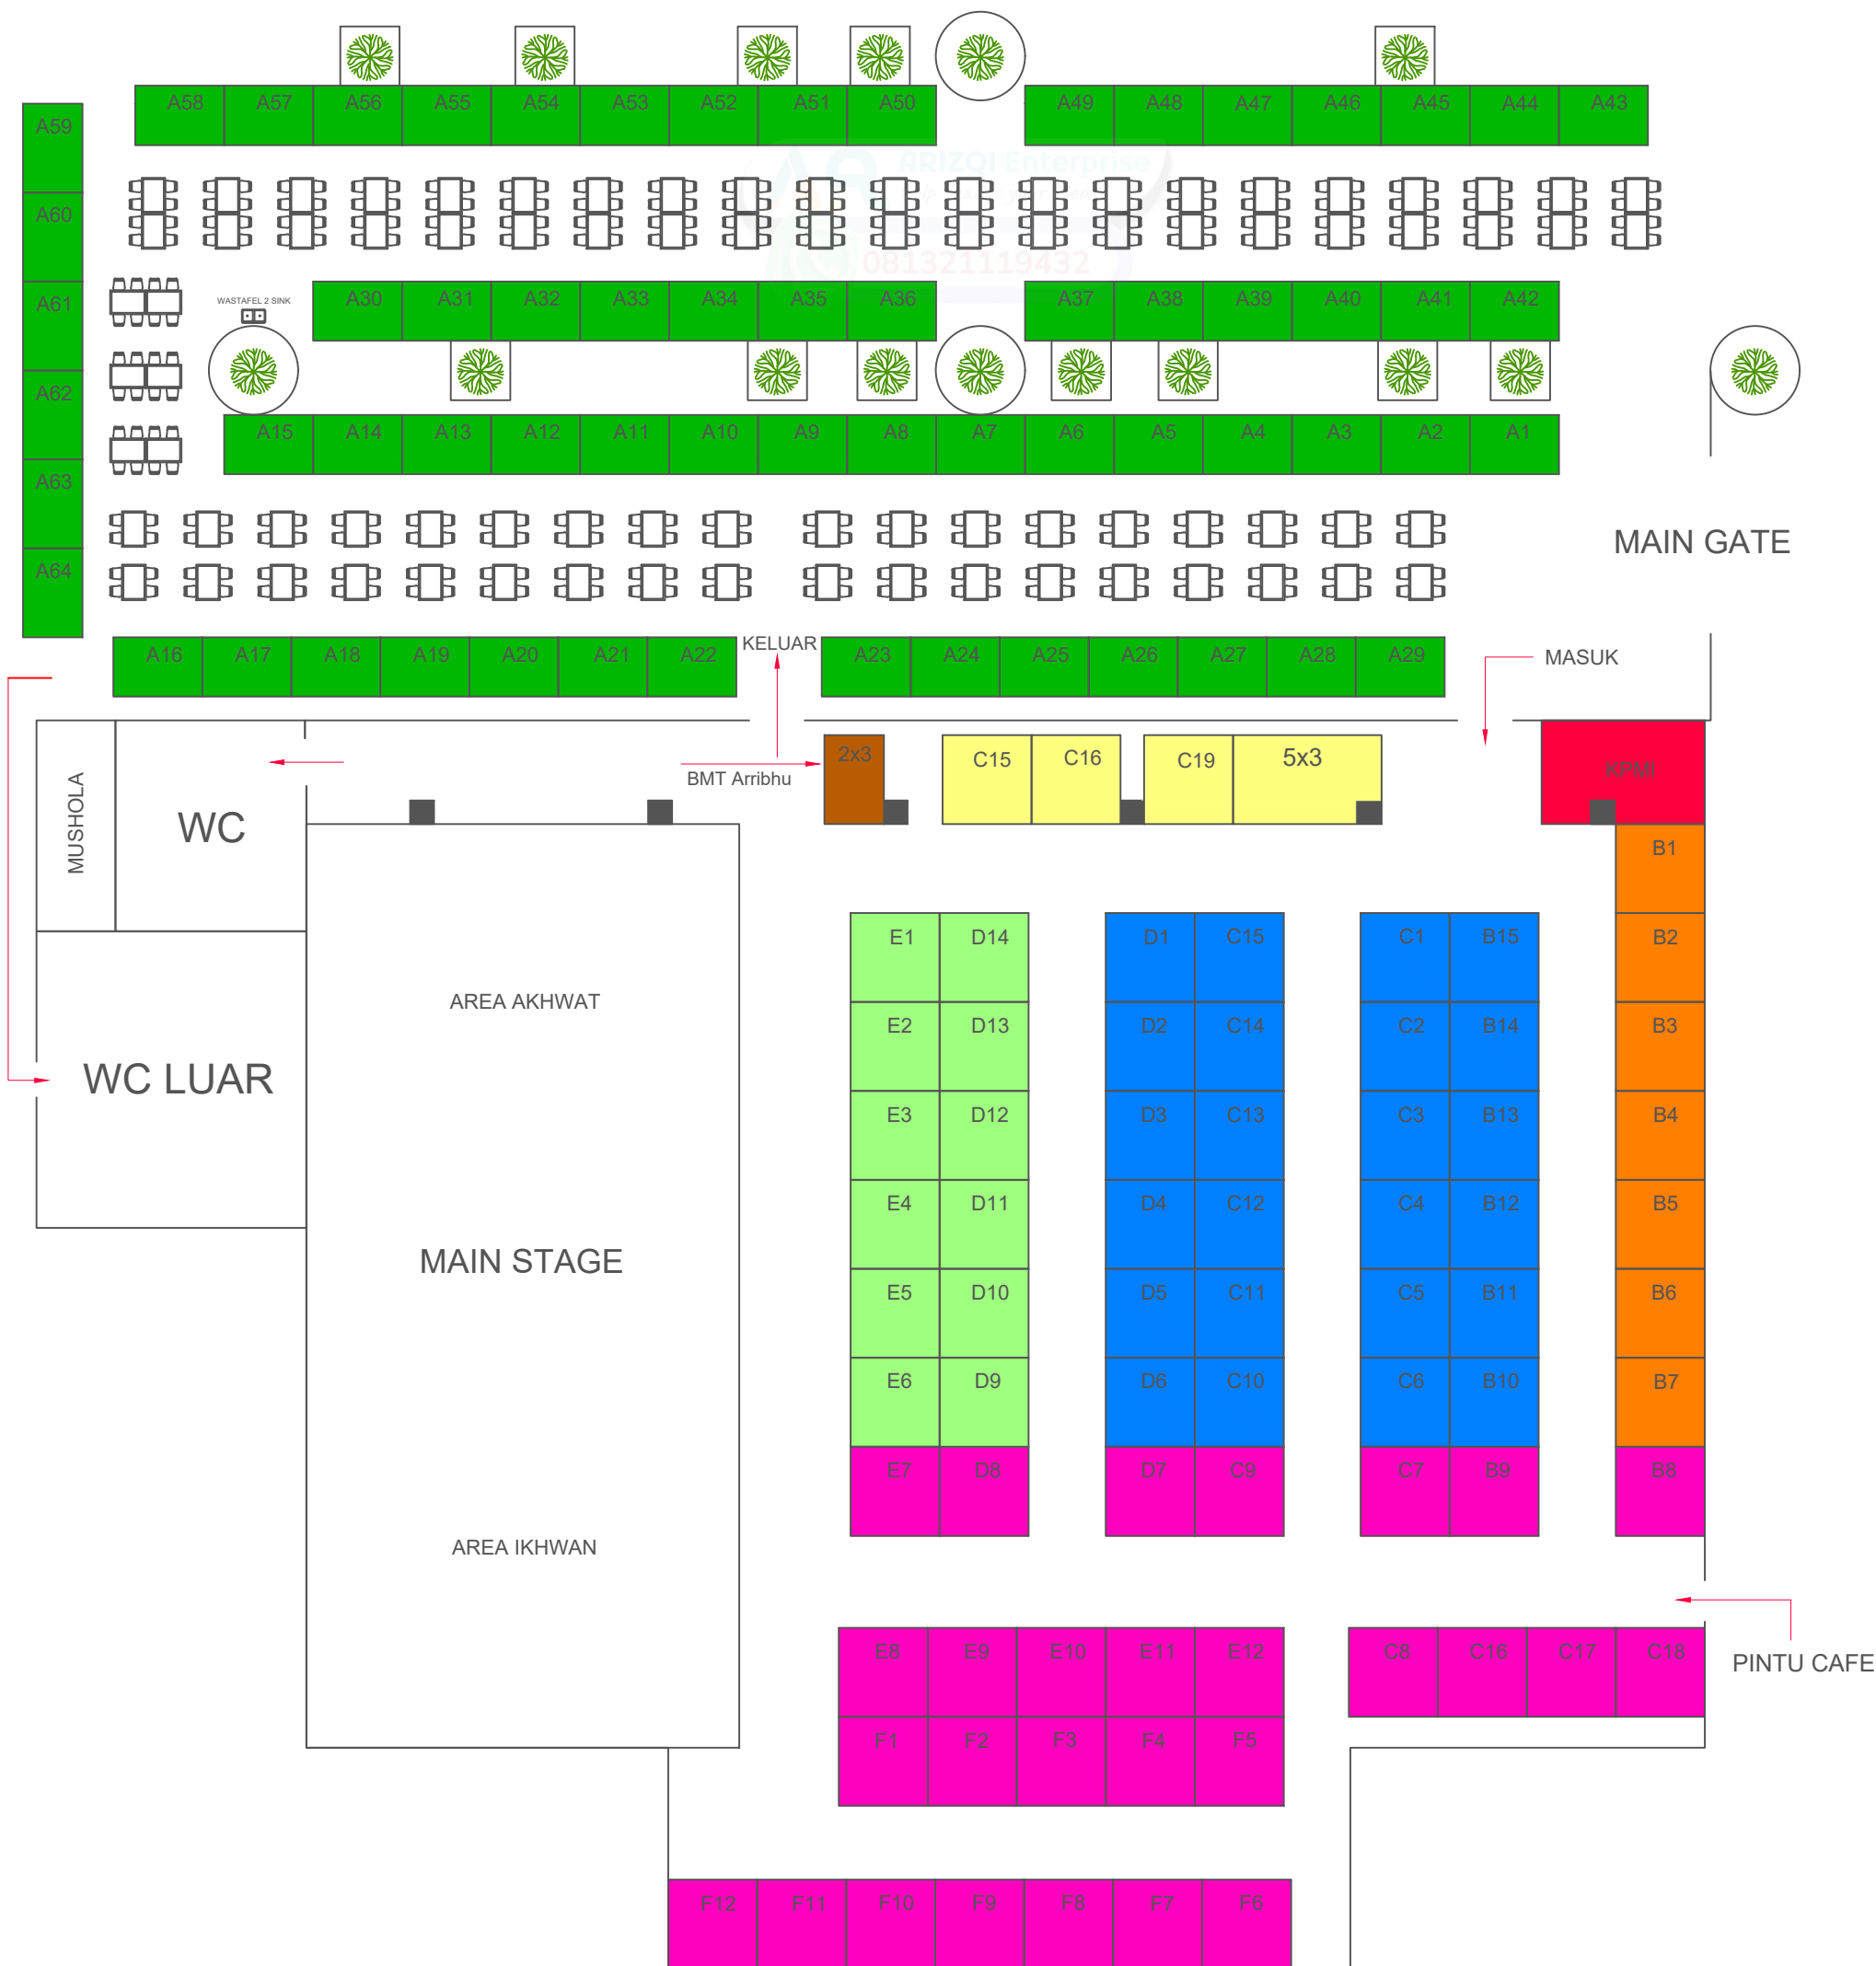 A58 A57 A56 A55 A54 A53 A52 A51 A50 A49 A48 A47 A46 A45 A44 A43
A59
A60
A61
A62
A63
A64
ARIZQI Enterprise
081321119432
WASTAFEL 2 SINK
A30 A31 A32 A33 A34 A35 A36 A37 A38 A39 A40 A41 A42
A15 A14 A13 A12 A11 A10 A9 A8 A7 A6 A5 A4 A3 A2 A1
MAIN GATE
A16 A17 A18 A19 A20 A21 A22
KELUAR
A23 A24 A25 A26 A27 A28 A29
MASUK
MUSHOLA
WC
BMT Arribhu
2x3
C15 C16 C19 5x3
KPMI
B1
E1 D14 D1 C15 C1 B15 B2
E2 D13 D2 C14 C2 B14 B3
E3 D12 D3 C13 C3 B13 B4
E4 D11 D4 C12 C4 B12 B5
E5 D10 D5 C11 C5 B11 B6
E6 D9 D6 C10 C6 B10 B7
E7 D8 D7 C9 C7 B9 B8
WC LUAR
AREA AKHWAT
MAIN STAGE
AREA IKHWAN
E8 E9 E10 E11 E12 C8 C16 C17 C18
PINTU CAFE
F1 F2 F3 F4 F5
F12 F11 F10 F9 F8 F7 F6